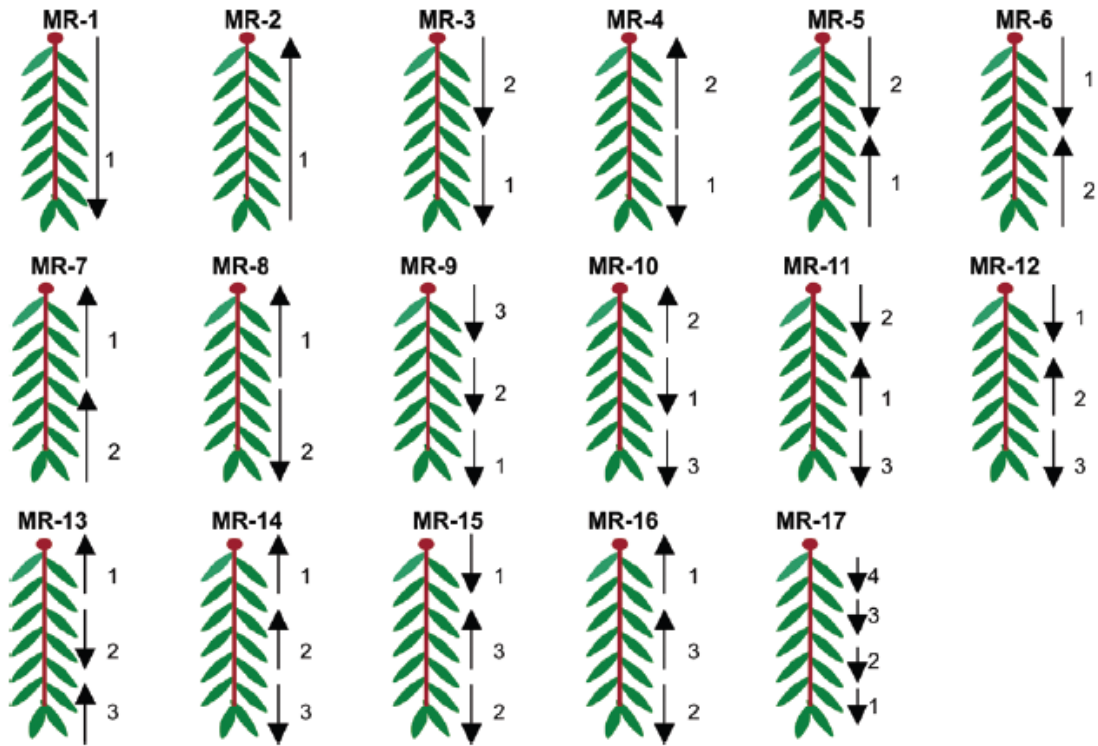 MR-1 MR-2 MR-3 MR-4 MR-5 MR-6
2 2 2 1
1 1 1 1 1 2
MR-7 MR-8 MR-9 MR-10 MR-11 MR-12
1 1 3 2 2 1
2 1 1 2
2 2 1 3 3 3
MR-13 MR-14 MR-15 MR-16 MR-17
1 1 1 1 4
3
2 2 3 3 2
3 3 2 2 1